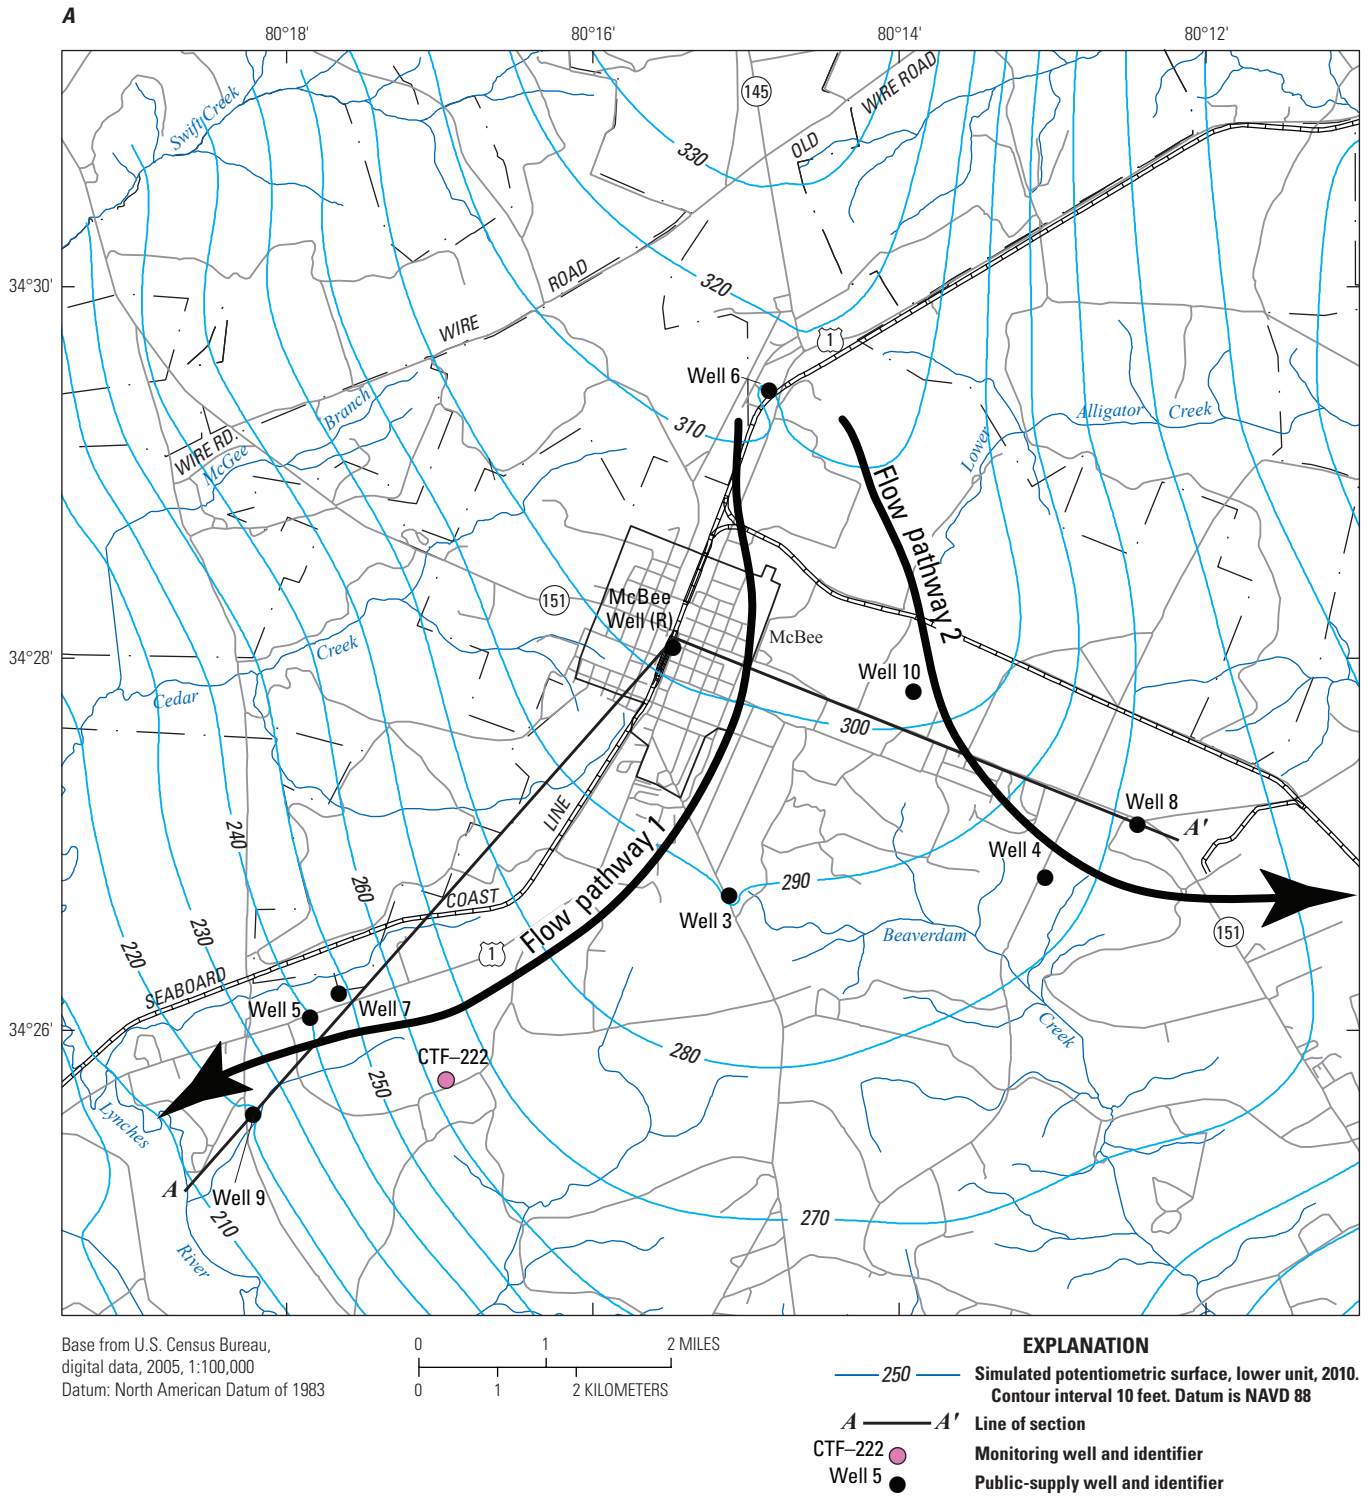 A
80°18'
80°16'
80°14'
80°12'
34°30'
34°28'
34°26'
Swift Creek
145
OLD
WIRE ROAD
330
320
ROAD
WIRE
1
Well 6
310
Branch
WIRE RD.
McGee
Alligator
Creek
Lower
Flow pathway 2
151
McBee
Well (R)
McBee
Creek
Cedar
Well 10
300
LINE
240
260
Flow pathway 1
Well 8
A'
Well 4
290
Well 3
COAST
Beaverdam
151
1
230
220
SEABOARD
Well 5
Well 7
Creek
CTF–222
280
250
Lynches
A
Well 9
210
270
River
Base from U.S. Census Bureau,
digital data, 2005, 1:100,000
Datum: North American Datum of 1983
0 1 2 MILES
0 1 2 KILOMETERS
EXPLANATION
250 Simulated potentiometric surface, lower unit, 2010.
Contour interval 10 feet. Datum is NAVD 88
A A' Line of section
CTF–222 Monitoring well and identifier
Well 5 Public-supply well and identifier